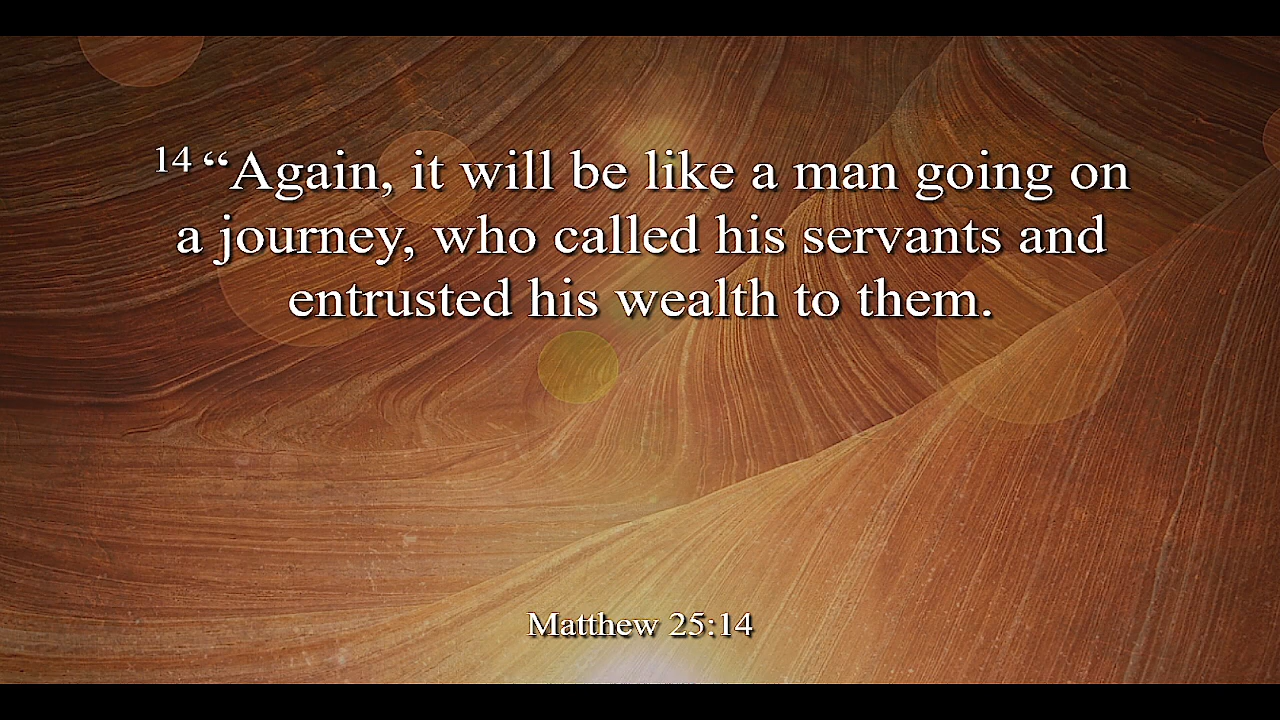 14 “Again, it will be like a man going on
a journey, who called his servants and
entrusted his wealth to them.
Matthew 25:14